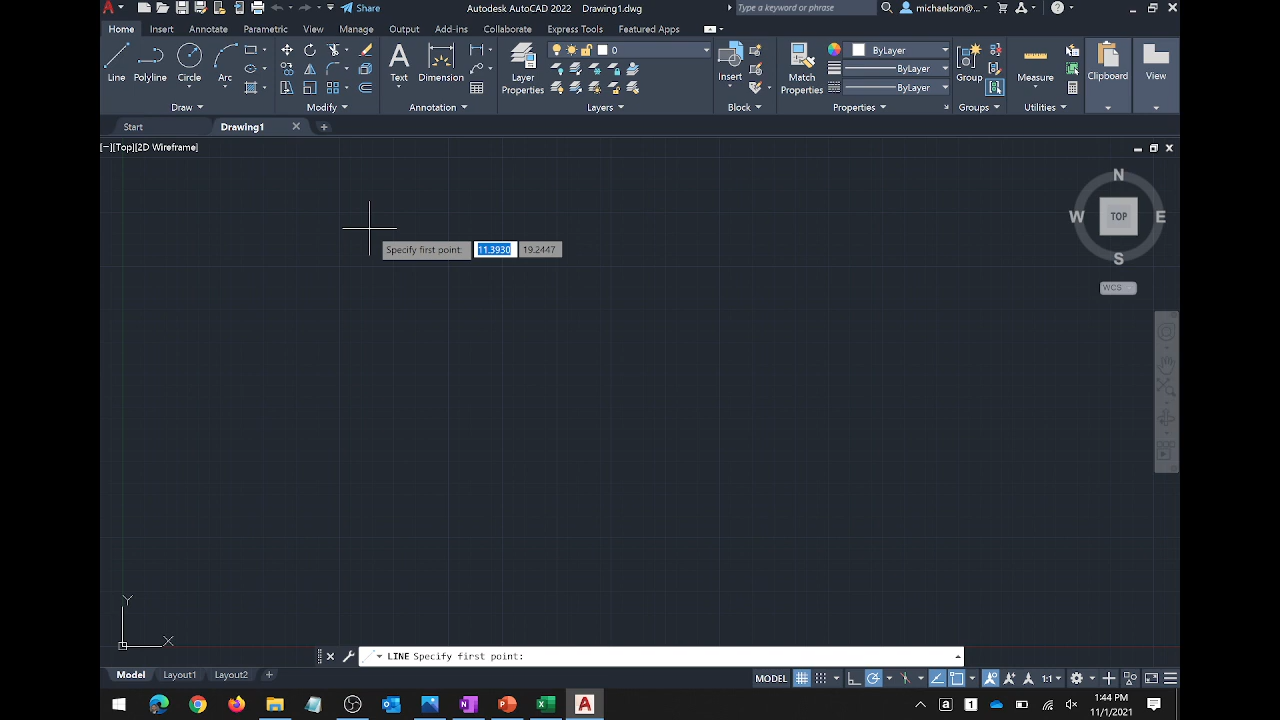 Share Autodesk AutoCAD 2022 Drawing1.dwg Type a keyword or phrase michaelson@...
Home Insert Annotate Parametric View Manage Output Add-ins Collaborate Express Tools Featured Apps
Line Polyline Circle Arc Text Dimension Layer Properties 0 Insert Match Properties ByLayer ByLayer ByLayer Group Measure Clipboard View
Draw Modify Annotation Layers Block Properties Groups Utilities
Start Drawing1
[−][Top][2D Wireframe]
N
W TOP E
S
Specify first point: 11.3930 19.2447
WCS
Y
X
LINE Specify first point:
Model Layout1 Layout2 MODEL 1:1
1:44 PM
11/1/2021